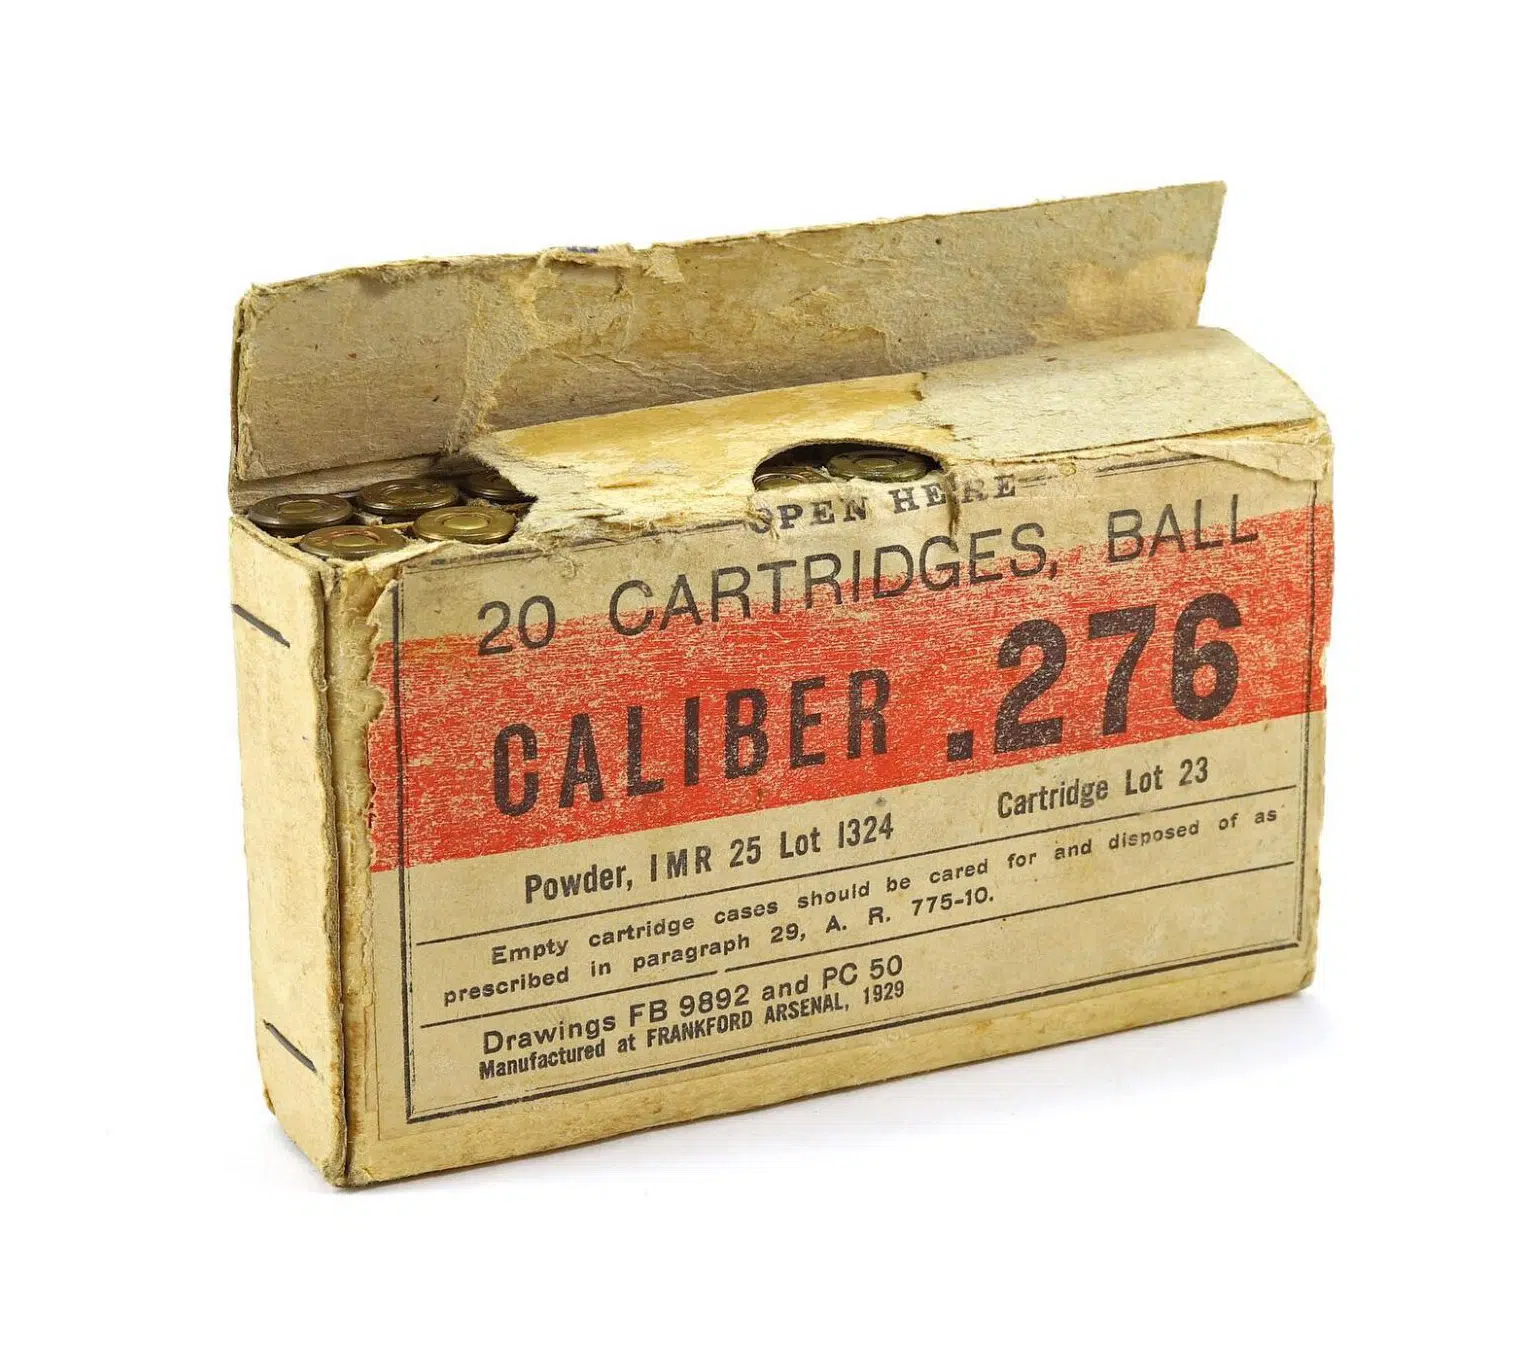 OPEN HERE
20 CARTRIDGES, BALL
CALIBER .276
Powder, IMR 25 Lot 1324 Cartridge Lot 23
Empty cartridge cases should be cared for and disposed of as
prescribed in paragraph 29, A. R. 775-10.
Drawings FB 9892 and PC 50
Manufactured at FRANKFORD ARSENAL, 1929